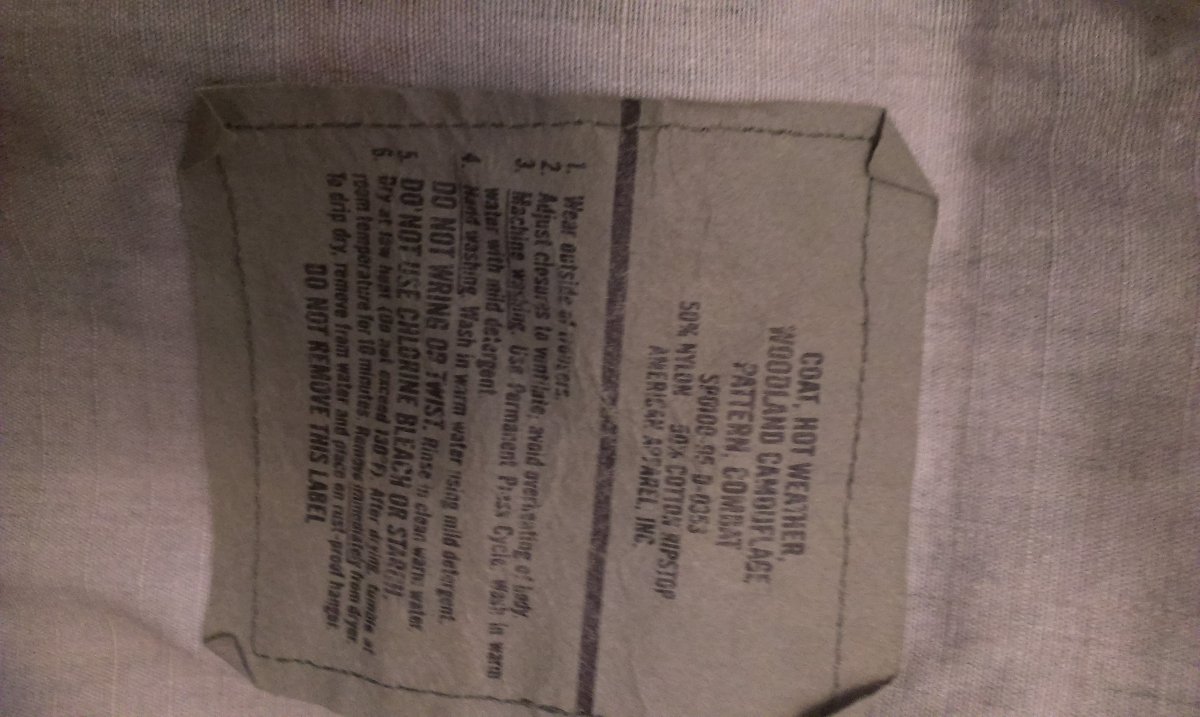 COAT, HOT WEATHER,
WOODLAND CAMOUFLAGE
PATTERN, COMBAT
SPO100-95-D-0353
50% NYLON 50% COTTON RIPSTOP
AMERICAN APPAREL, INC.
1. Wear outside of trousers.
2. Adjust closures to ventilate, avoid overheating of body.
3. Machine washing. Use Permanent Press Cycle. Wash in warm
water with mild detergent.
4. Hand washing. Wash in warm water using mild detergent.
DO NOT WRING OR TWIST. Rinse in clean warm water
5. DO NOT USE CHLORINE BLEACH OR STARCH.
6. Dry at low heat (Do not exceed 130°F). After drying, tumble at
room temperature for 10 minutes. Remove immediately from dryer.
To drip dry, remove from water and place on rust-proof hanger.
DO NOT REMOVE THIS LABEL